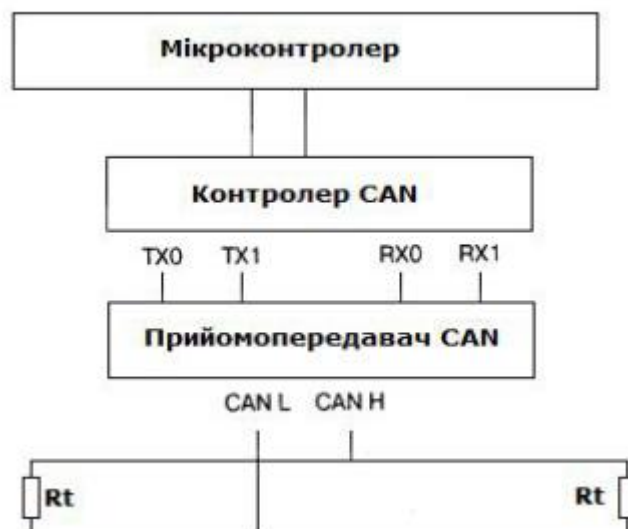 Мікроконтролер
Контролер CAN
TX0 TX1 RX0 RX1
Прийомопередавач CAN
CAN L CAN H
Rt Rt